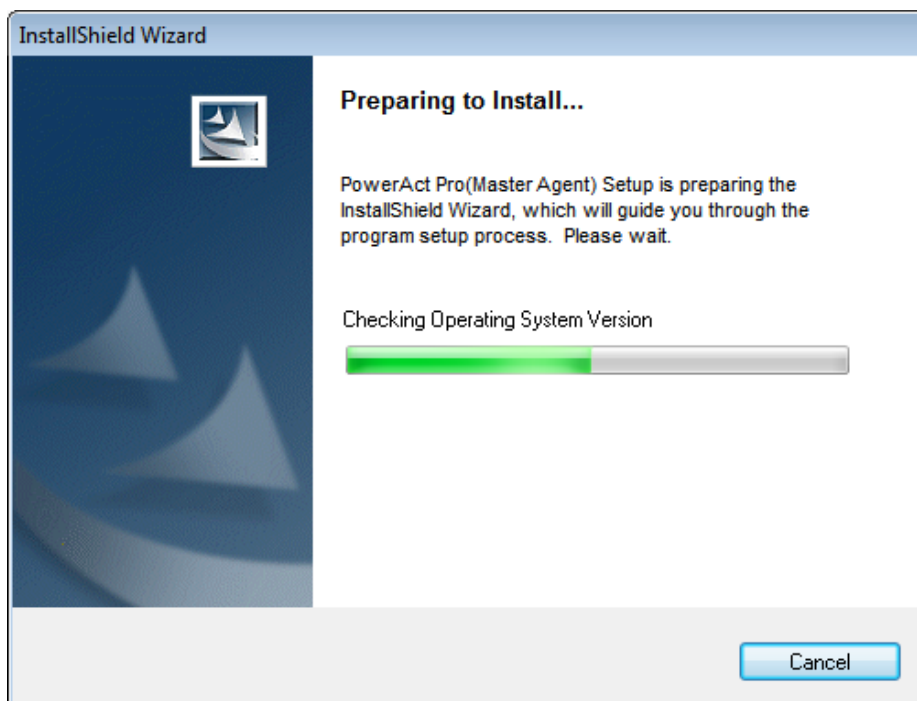 InstallShield Wizard
Preparing to Install...
PowerAct Pro(Master Agent) Setup is preparing the
InstallShield Wizard, which will guide you through the
program setup process.  Please wait.
Checking Operating System Version
Cancel